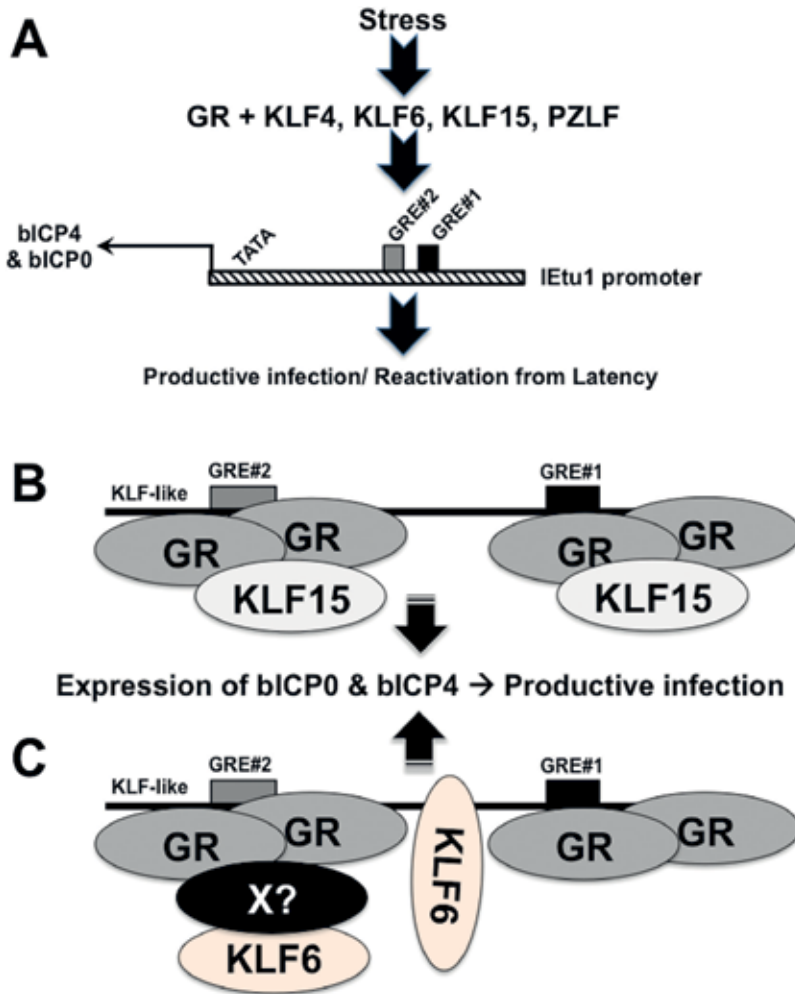 A
Stress
GR + KLF4, KLF6, KLF15, PZLF
bICP4
& bICP0
TATA
GRE#2
GRE#1
IEtu1 promoter
Productive infection/ Reactivation from Latency
B
KLF-like
GRE#2
GRE#1
GR
GR
KLF15
GR
GR
KLF15
Expression of bICP0 & bICP4 → Productive infection
C
KLF-like
GRE#2
GRE#1
GR
GR
X?
KLF6
KLF6
GR
GR